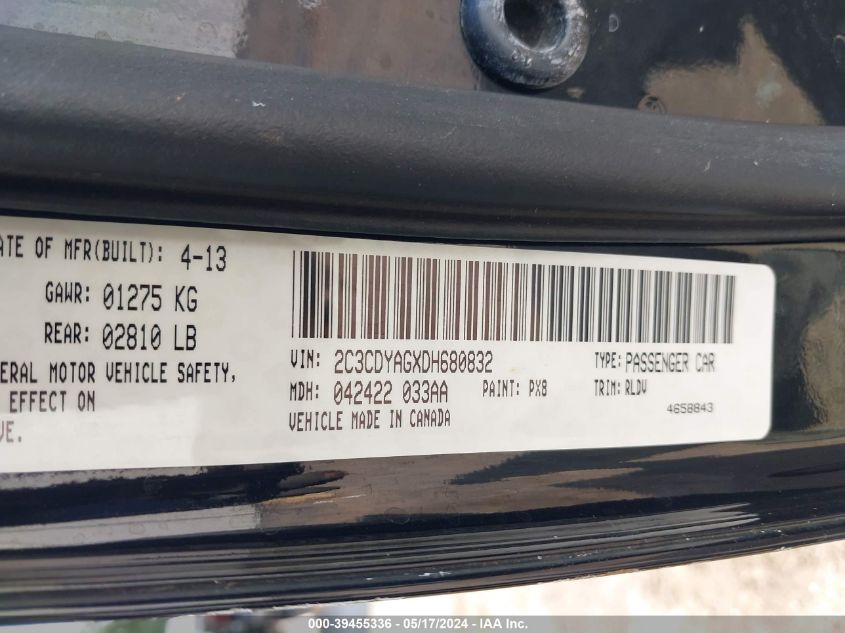 ATE OF MFR(BUILT): 4-13
GAWR: 01275 KG
REAR: 02810 LB
ERAL MOTOR VEHICLE SAFETY,
EFFECT ON
VE.
VIN: 2C3CDYAGXDH680832
TYPE: PASSENGER CAR
MDH: 042422 033AA
PAINT: PX8
TRIM: RLDV
VEHICLE MADE IN CANADA
4658843
000-39455336 - 05/17/2024 - IAA Inc.